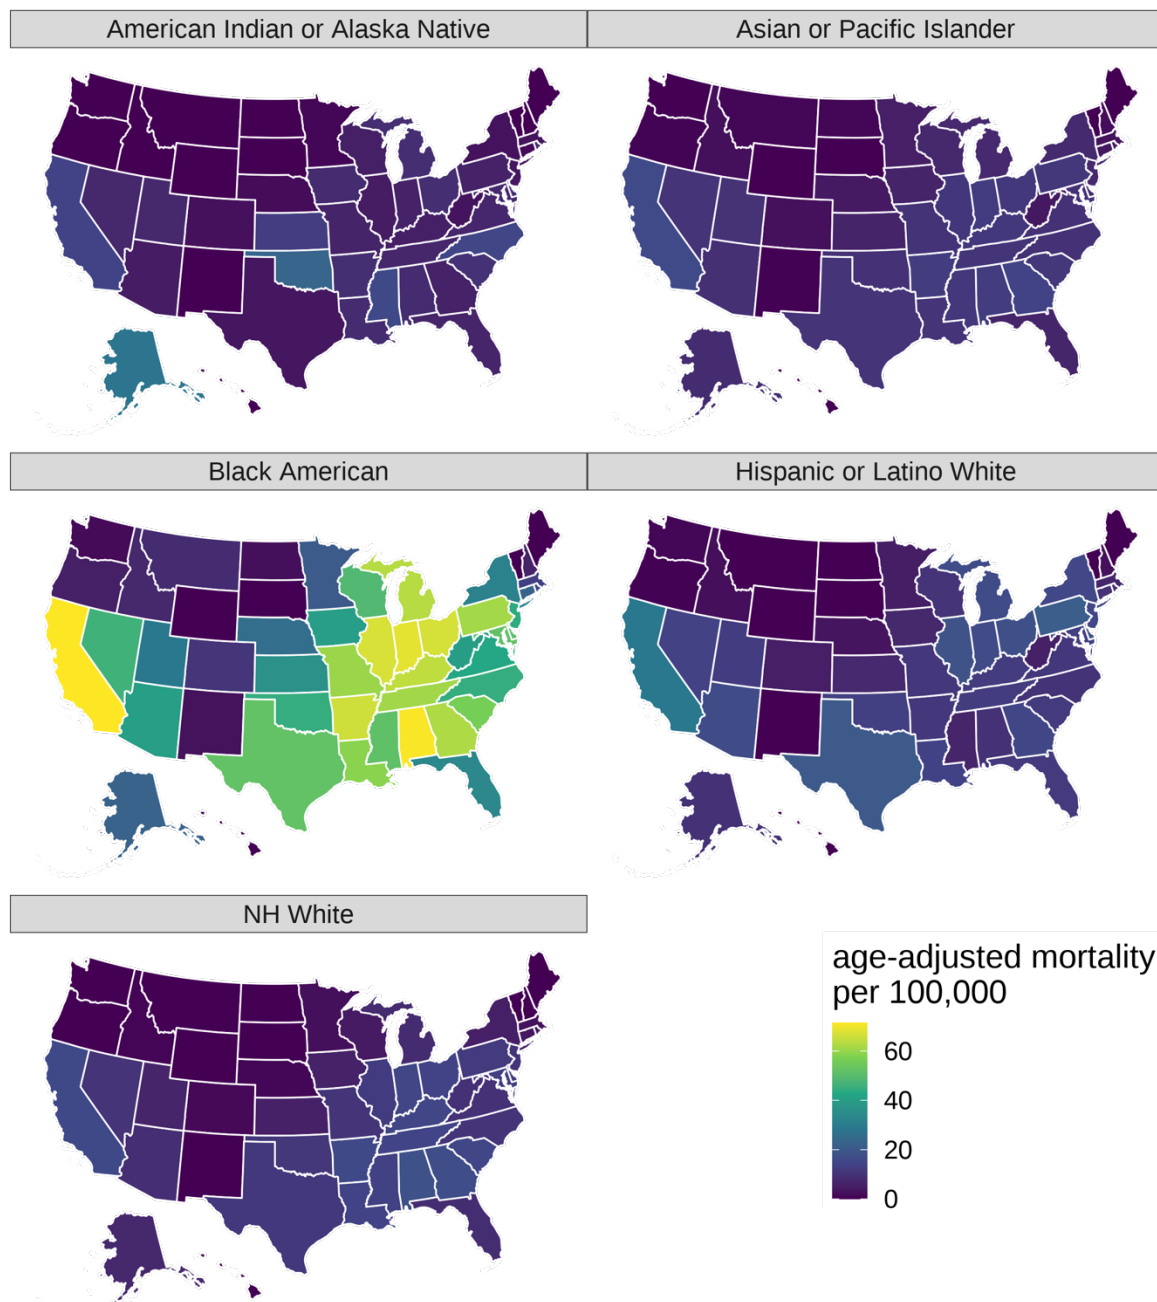 American Indian or Alaska Native
Asian or Pacific Islander
Black American
Hispanic or Latino White
NH White
age-adjusted mortality
per 100,000
60
40
20
0